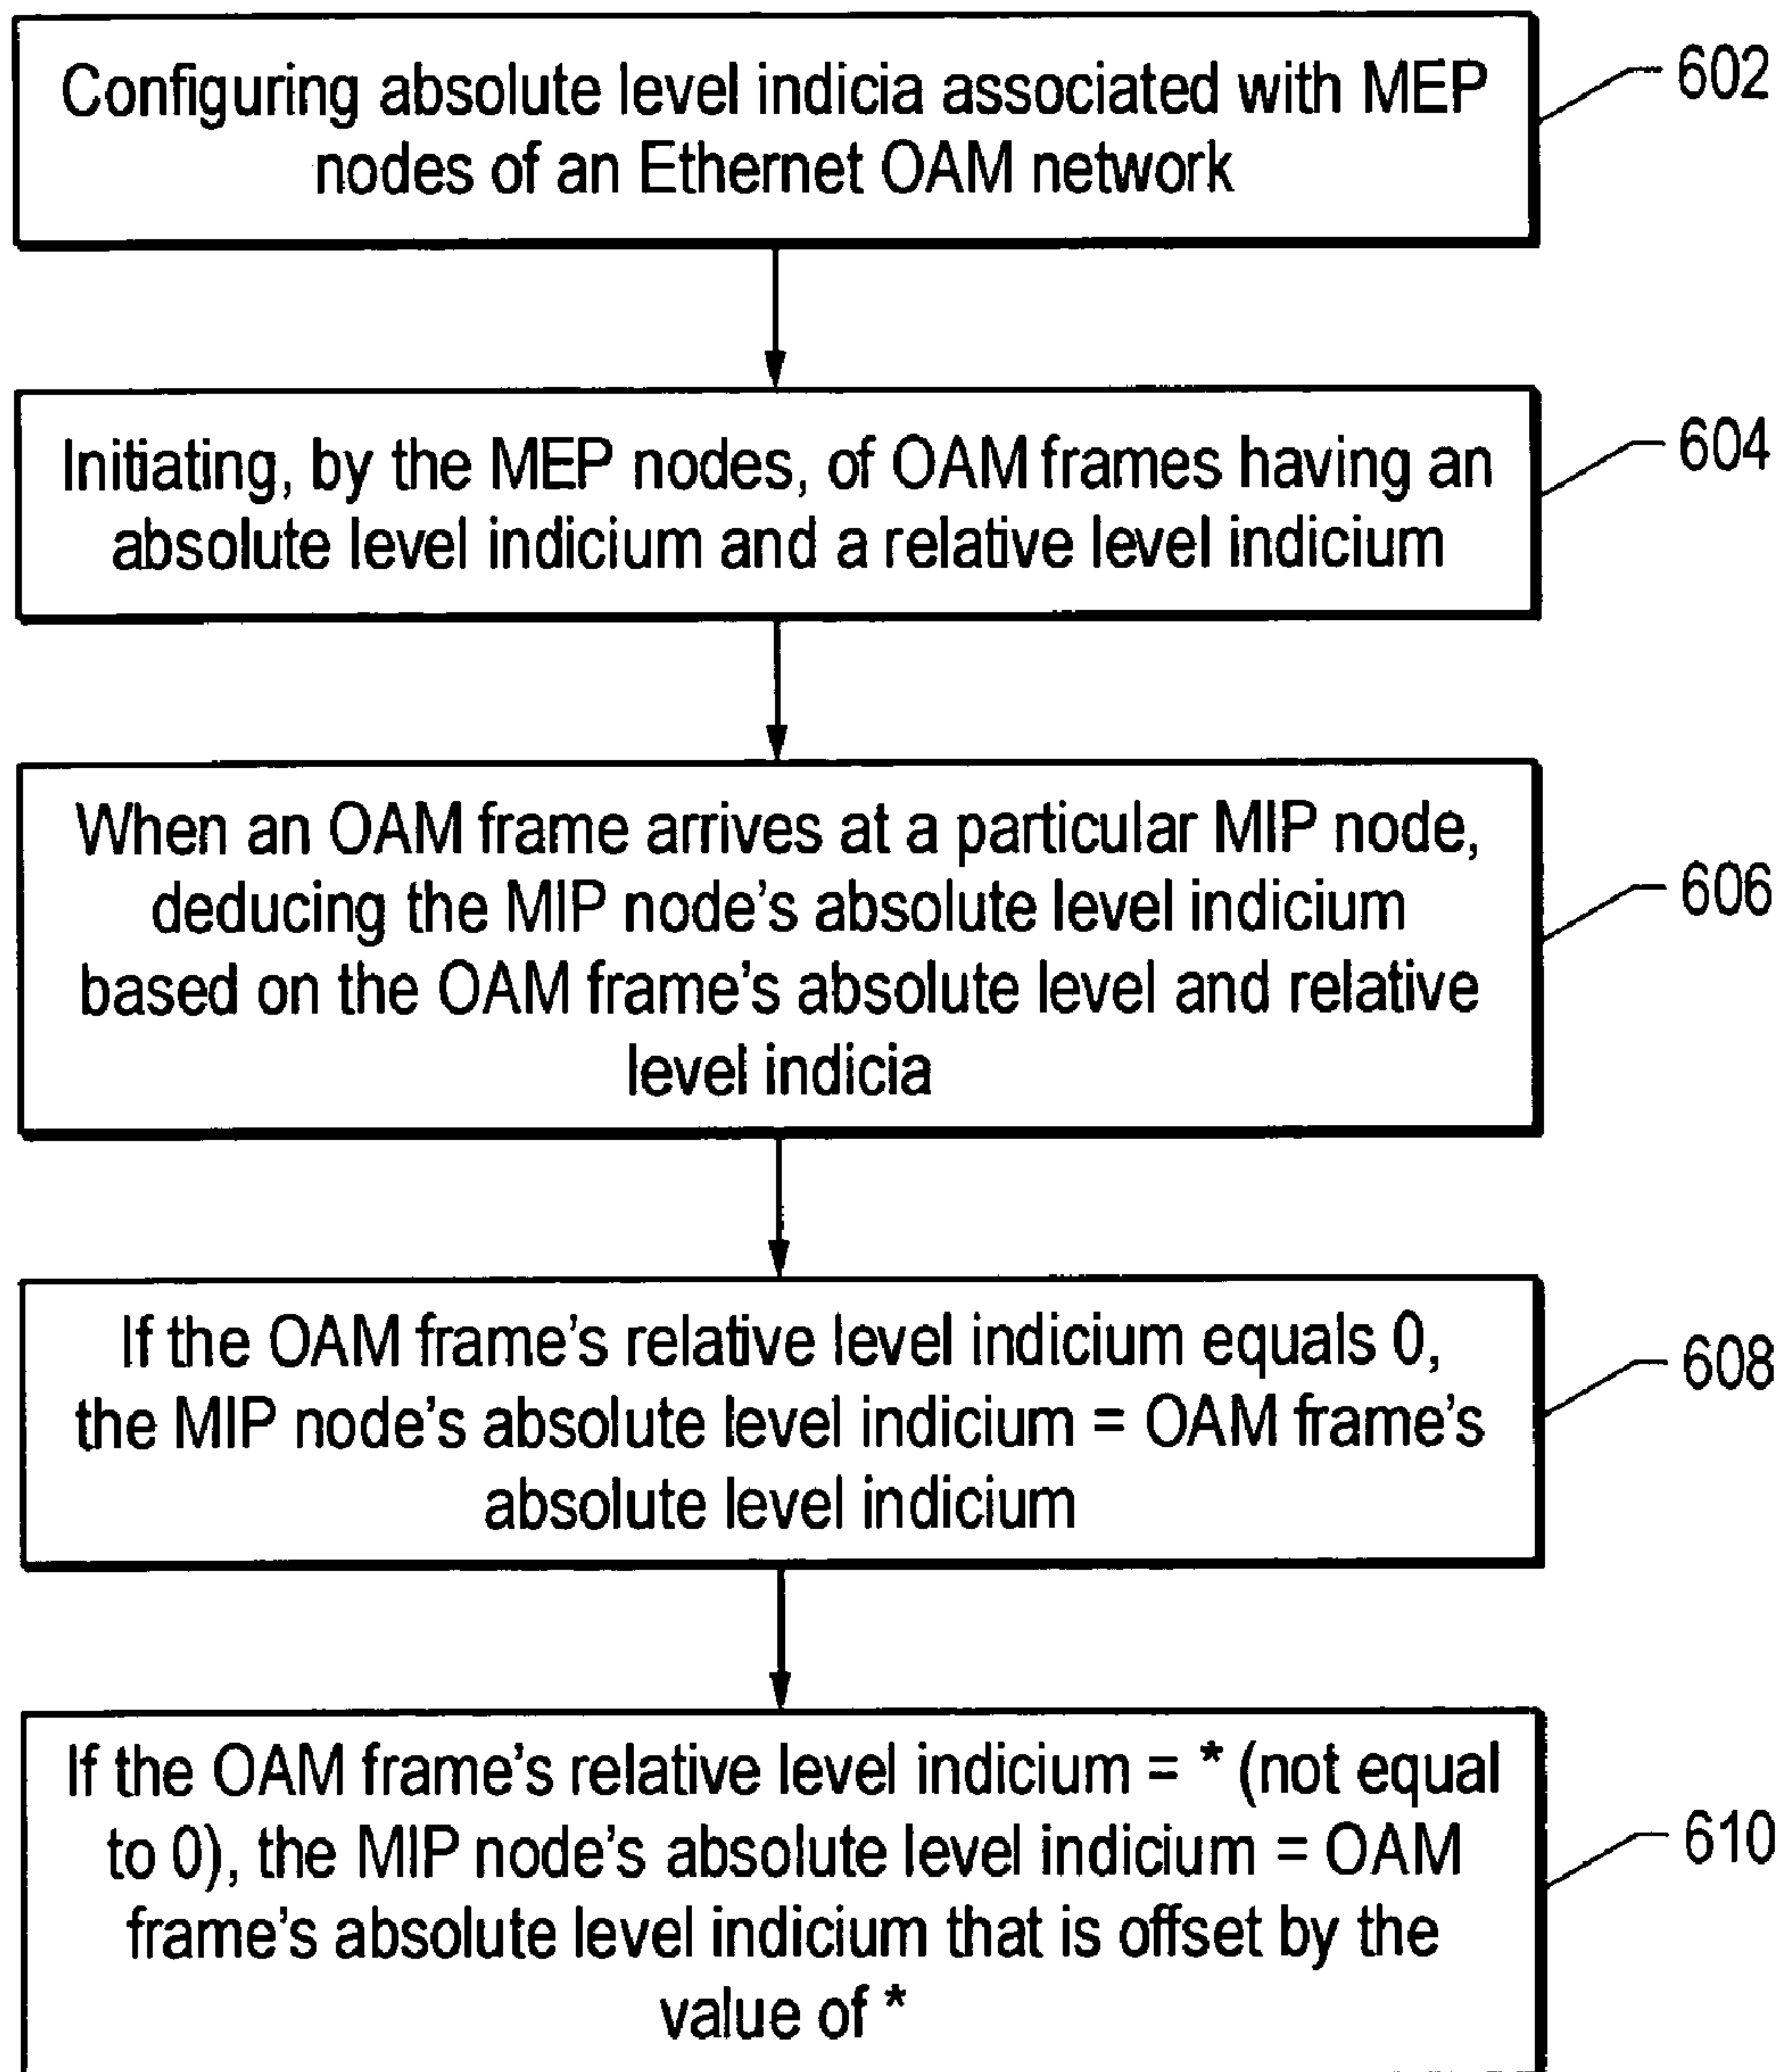 Configuring absolute level indicia associated with MEP
nodes of an Ethernet OAM network
602
Initiating, by the MEP nodes, of OAM frames having an
absolute level indicium and a relative level indicium
604
When an OAM frame arrives at a particular MIP node,
deducing the MIP node's absolute level indicium
based on the OAM frame's absolute level and relative
level indicia
606
If the OAM frame's relative level indicium equals 0,
the MIP node's absolute level indicium = OAM frame's
absolute level indicium
608
If the OAM frame's relative level indicium = * (not equal
to 0), the MIP node's absolute level indicium = OAM
frame's absolute level indicium that is offset by the
value of *
610